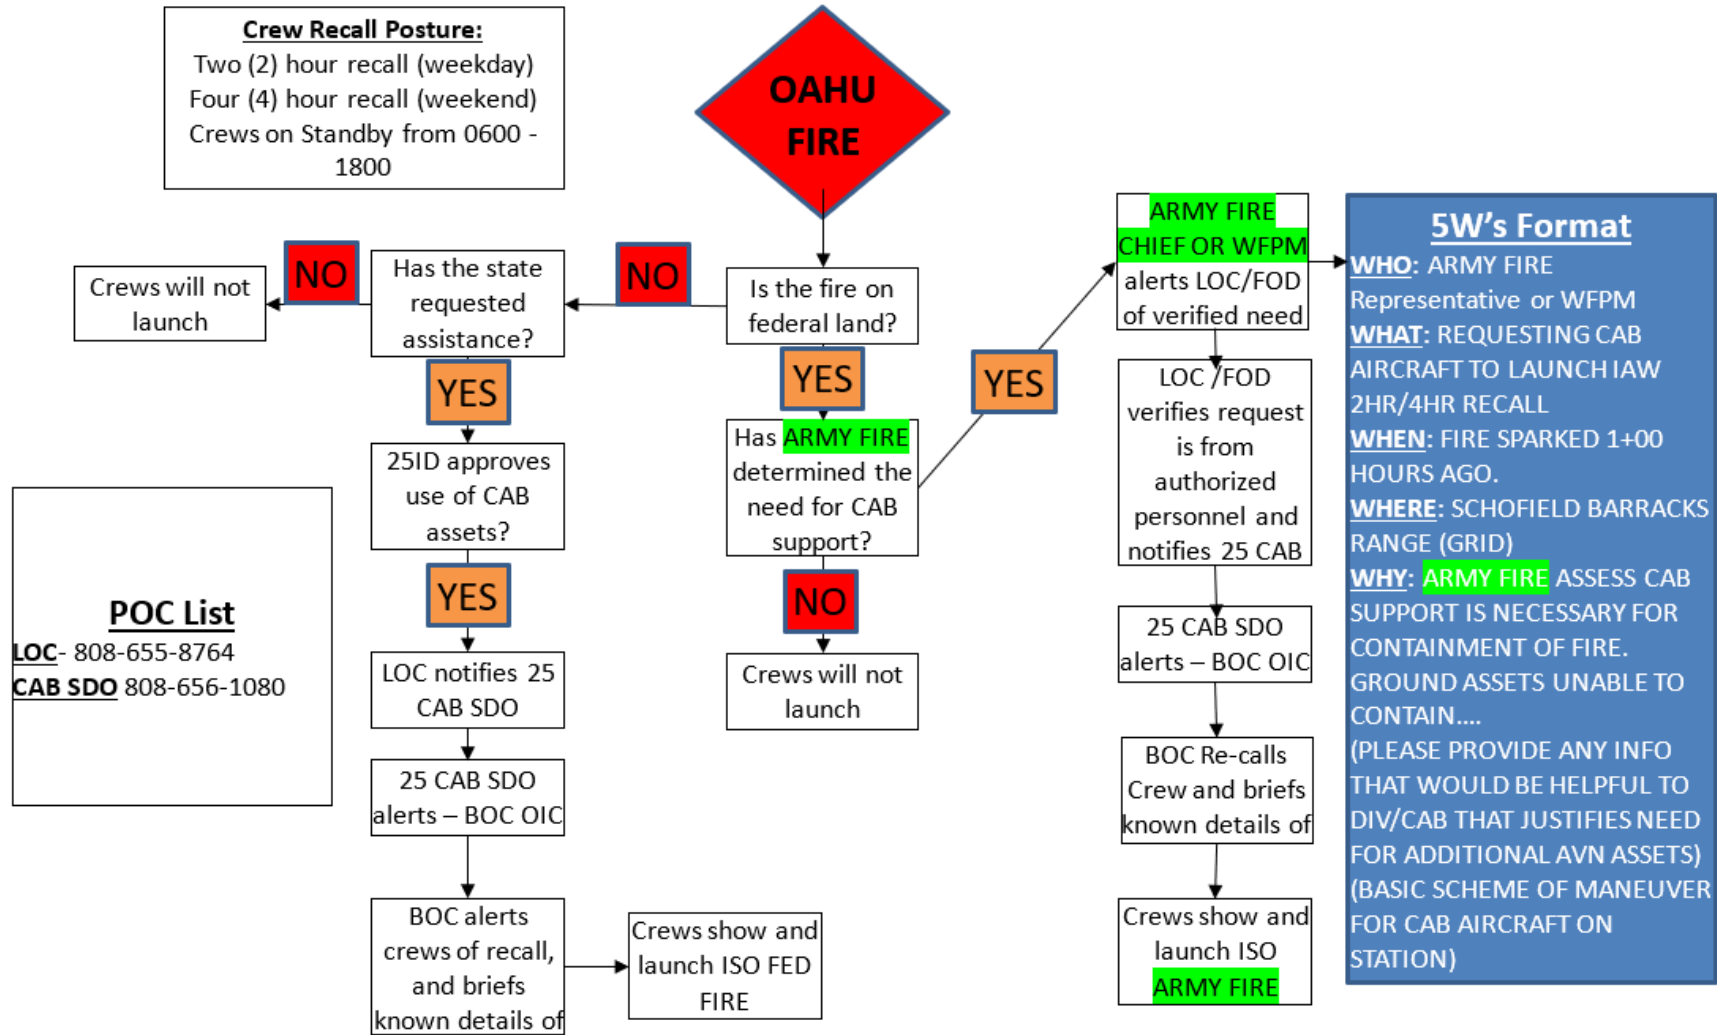 Crew Recall Posture:
Two (2) hour recall (weekday)
Four (4) hour recall (weekend)
Crews on Standby from 0600 -
1800
OAHU
FIRE
Is the fire on
federal land?
NO
Has the state
requested
assistance?
NO
Crews will not
launch
YES
25ID approves
use of CAB
assets?
YES
LOC notifies 25
CAB SDO
25 CAB SDO
alerts – BOC OIC
BOC alerts
crews of recall,
and briefs
known details of
Crews show and
launch ISO FED
FIRE
YES
Has ARMY FIRE
determined the
need for CAB
support?
NO
Crews will not
launch
YES
ARMY FIRE
CHIEF OR WFPM
alerts LOC/FOD
of verified need
LOC /FOD
verifies request
is from
authorized
personnel and
notifies 25 CAB
25 CAB SDO
alerts – BOC OIC
BOC Re-calls
Crew and briefs
known details of
Crews show and
launch ISO
ARMY FIRE
5W's Format
WHO: ARMY FIRE
Representative or WFPM
WHAT: REQUESTING CAB
AIRCRAFT TO LAUNCH IAW
2HR/4HR RECALL
WHEN: FIRE SPARKED 1+00
HOURS AGO.
WHERE: SCHOFIELD BARRACKS
RANGE (GRID)
WHY: ARMY FIRE ASSESS CAB
SUPPORT IS NECESSARY FOR
CONTAINMENT OF FIRE.
GROUND ASSETS UNABLE TO
CONTAIN....
(PLEASE PROVIDE ANY INFO
THAT WOULD BE HELPFUL TO
DIV/CAB THAT JUSTIFIES NEED
FOR ADDITIONAL AVN ASSETS)
(BASIC SCHEME OF MANEUVER
FOR CAB AIRCRAFT ON
STATION)
POC List
LOC- 808-655-8764
CAB SDO 808-656-1080